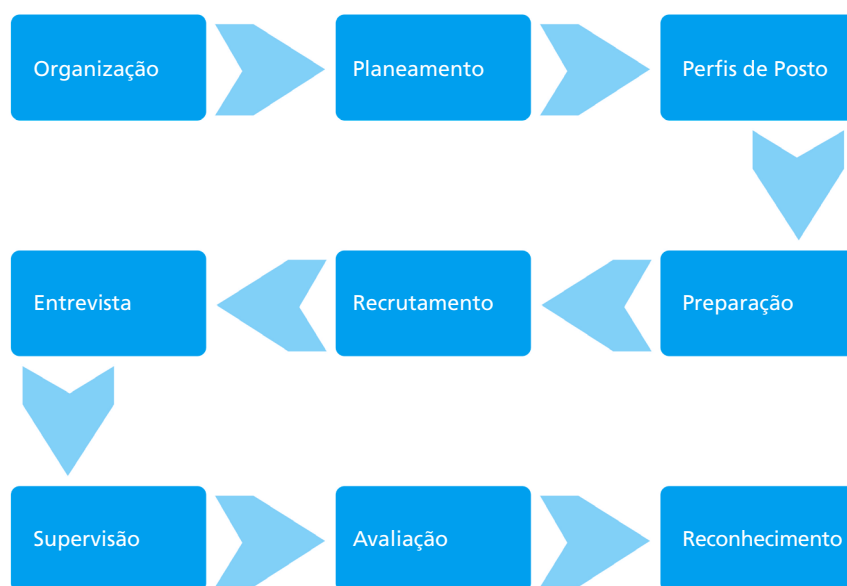 Organização
Planeamento
Perfis de Posto
Preparação
Recrutamento
Entrevista
Supervisão
Avaliação
Reconhecimento